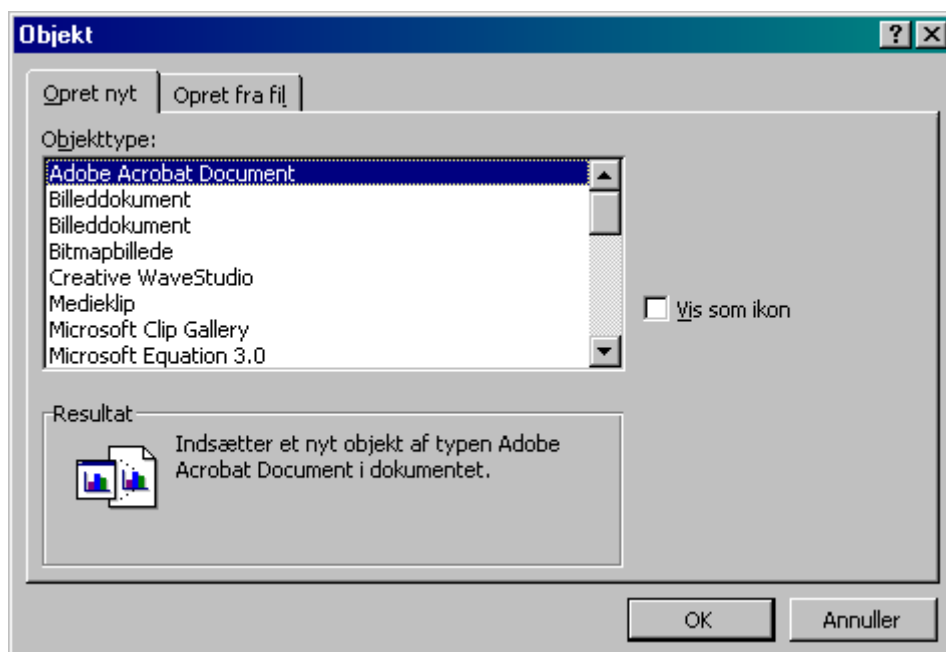 Objekt
Opret nyt
Opret fra fil
Objekttype:
Adobe Acrobat Document
Billeddokument
Billeddokument
Bitmapbillede
Creative WaveStudio
Medieklip
Microsoft Clip Gallery
Microsoft Equation 3.0
Vis som ikon
Resultat
Indsætter et nyt objekt af typen Adobe
Acrobat Document i dokumentet.
OK
Annuller